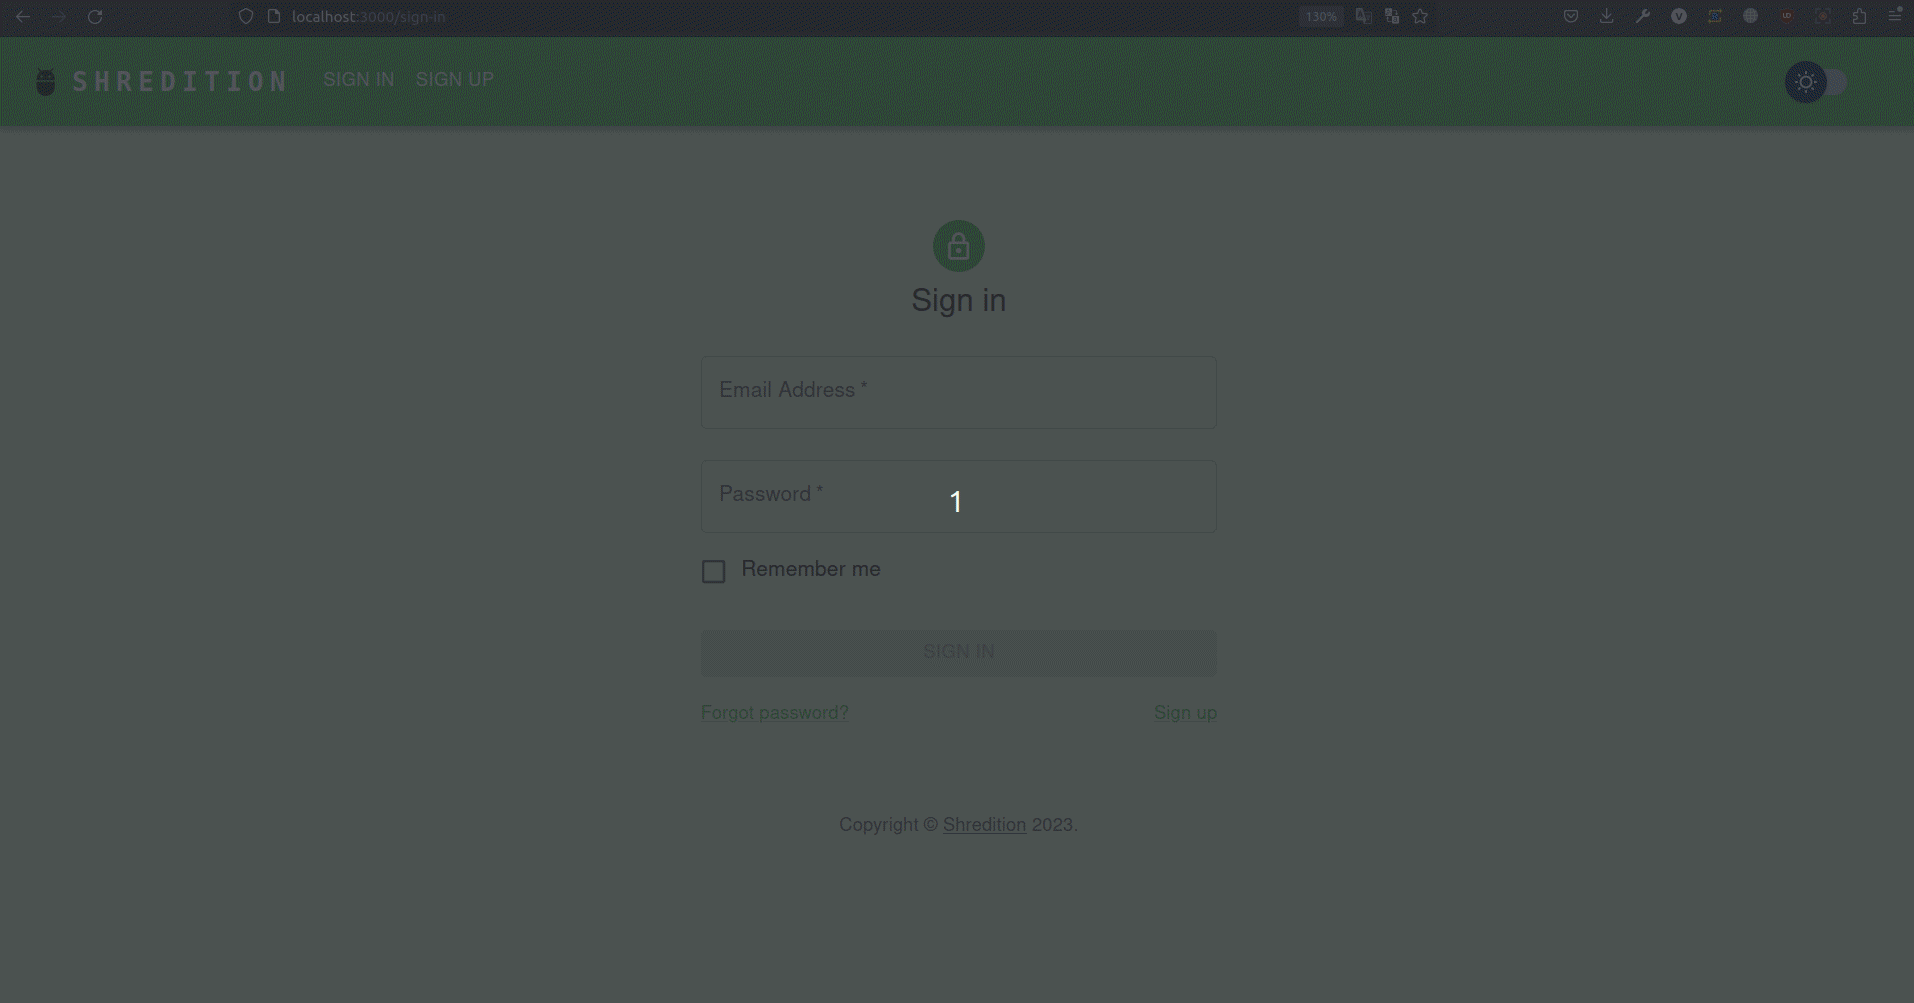 localhost:3000/sign-in
130%
SHREDITION SIGN IN SIGN UP
Sign in
Email Address *
Password *
1
Remember me
SIGN IN
Forgot password? Sign up
Copyright © Shredition 2023.